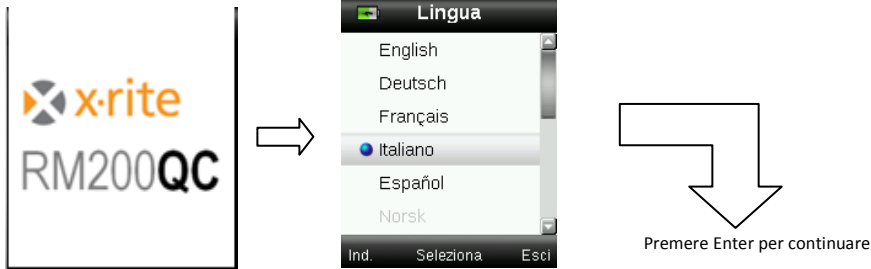 x·rite
RM200QC
Lingua
English
Deutsch
Français
Italiano
Español
Norsk
Ind. Seleziona Esci
Premere Enter per continuare